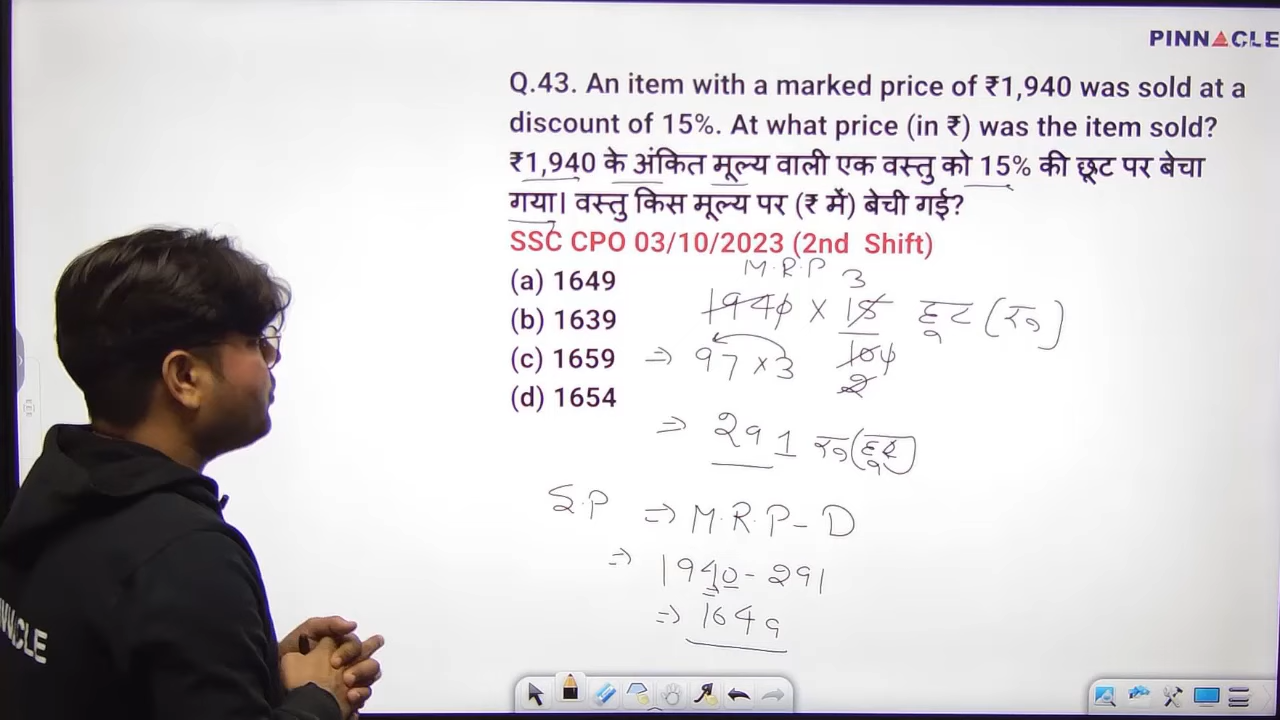 PINNACLE
Q.43. An item with a marked price of ₹1,940 was sold at a
discount of 15%. At what price (in ₹) was the item sold?
₹1,940 के अंकित मूल्य वाली एक वस्तु को 15% की छूट पर बेचा
गया। वस्तु किस मूल्य पर (₹ में) बेची गई?
SSC CPO 03/10/2023 (2nd Shift)
(a) 1649
(b) 1639
(c) 1659
(d) 1654
M.R.P 3
1940 × 15 छूट (रु)
⇒ 97 × 3 100
2
⇒ 291 रु (छूट)
S.P ⇒ M.R.P - D
⇒ 1940 - 291
⇒ 1649